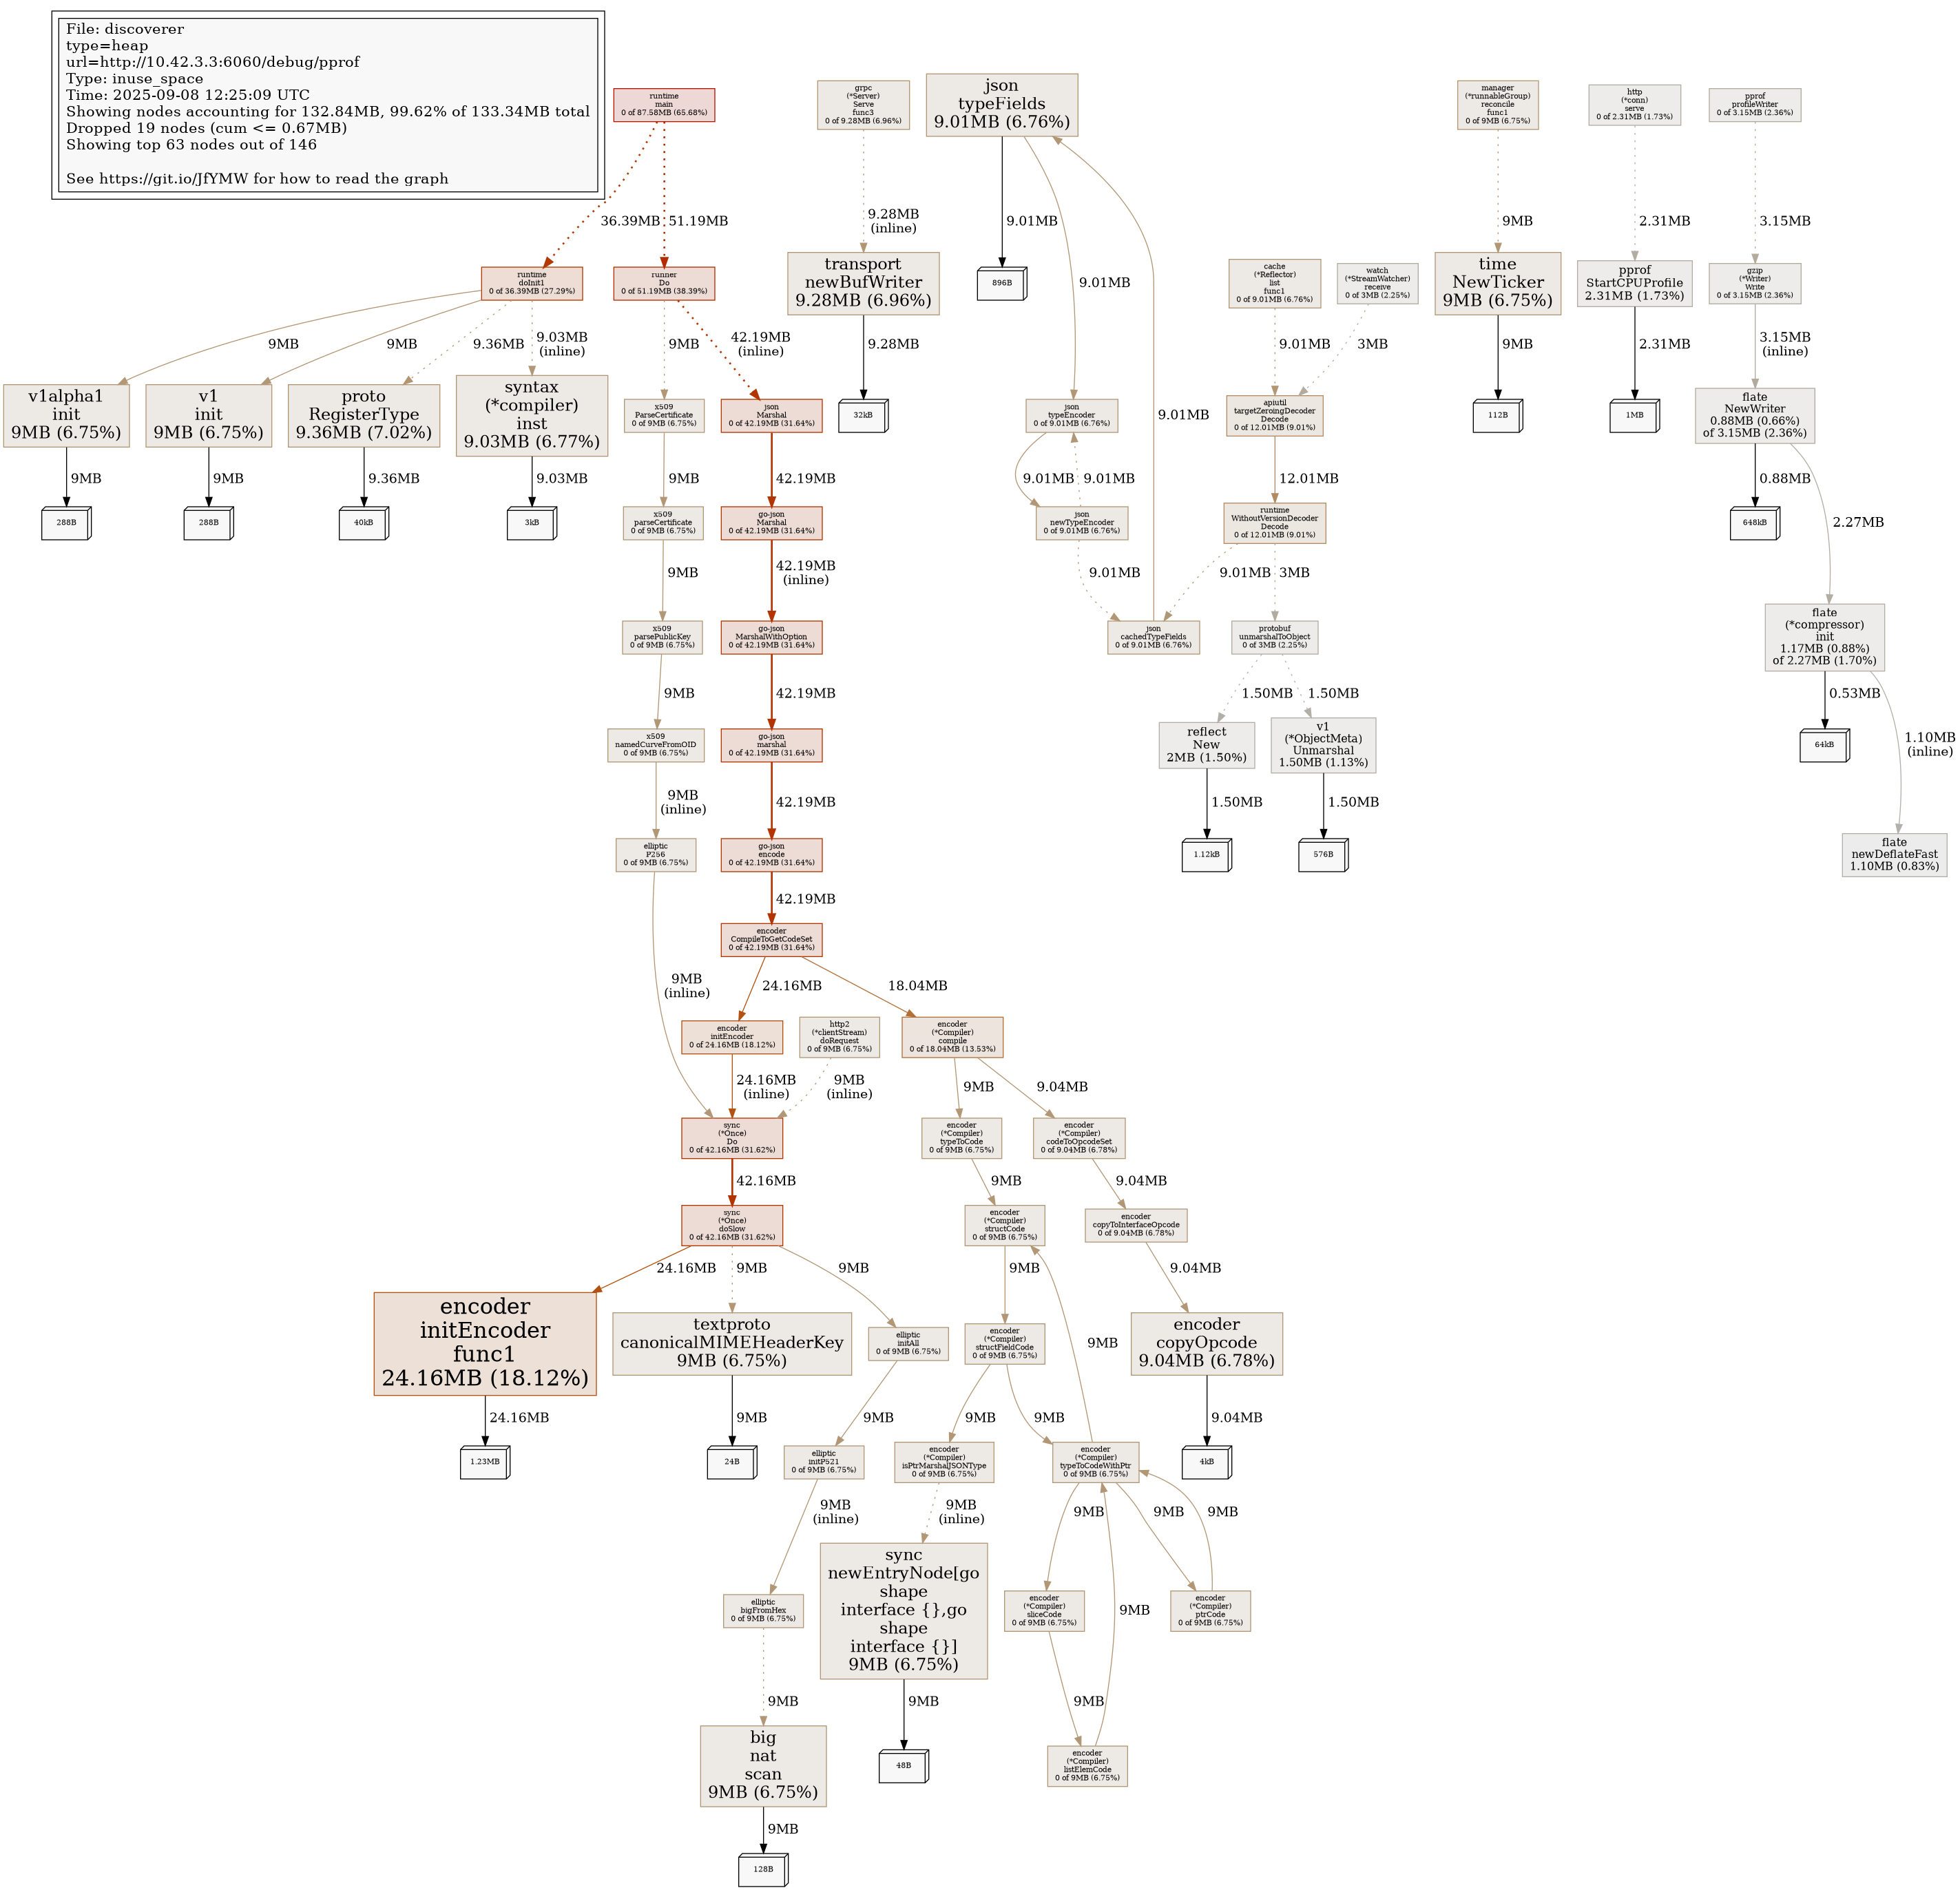 File: discoverer
type=heap
url=http://10.42.3.3:6060/debug/pprof
Type: inuse_space
Time: 2025-09-08 12:25:09 UTC
Showing nodes accounting for 132.84MB, 99.62% of 133.34MB total
Dropped 19 nodes (cum <= 0.67MB)
Showing top 63 nodes out of 146
See https://git.io/JfYMW for how to read the graph
runtime
main
0 of 87.58MB (65.68%)
grpc
(*Server)
Serve
func3
0 of 9.28MB (6.96%)
json
typeFields
9.01MB (6.76%)
manager
(*runnableGroup)
reconcile
func1
0 of 9MB (6.75%)
http
(*conn)
serve
0 of 2.31MB (1.73%)
pprof
profileWriter
0 of 3.15MB (2.36%)
36.39MB
51.19MB
9.28MB
(inline)
9.01MB
9.01MB
9MB
2.31MB
3.15MB
runtime
doInit1
0 of 36.39MB (27.29%)
runner
Do
0 of 51.19MB (38.39%)
transport
newBufWriter
9.28MB (6.96%)
896B
cache
(*Reflector)
list
func1
0 of 9.01MB (6.76%)
watch
(*StreamWatcher)
receive
0 of 3MB (2.25%)
time
NewTicker
9MB (6.75%)
pprof
StartCPUProfile
2.31MB (1.73%)
gzip
(*Writer)
Write
0 of 3.15MB (2.36%)
9MB
9MB
9.36MB
9.03MB
(inline)
9MB
42.19MB
(inline)
9.28MB
9.01MB
9.01MB
3MB
9MB
2.31MB
3.15MB
(inline)
v1alpha1
init
9MB (6.75%)
v1
init
9MB (6.75%)
proto
RegisterType
9.36MB (7.02%)
syntax
(*compiler)
inst
9.03MB (6.77%)
x509
ParseCertificate
0 of 9MB (6.75%)
json
Marshal
0 of 42.19MB (31.64%)
32kB
json
typeEncoder
0 of 9.01MB (6.76%)
apiutil
targetZeroingDecoder
Decode
0 of 12.01MB (9.01%)
112B
1MB
flate
NewWriter
0.88MB (0.66%)
of 3.15MB (2.36%)
9MB
9MB
9.36MB
9.03MB
9MB
42.19MB
9.01MB
9.01MB
12.01MB
0.88MB
2.27MB
288B
288B
40kB
3kB
x509
parseCertificate
0 of 9MB (6.75%)
go-json
Marshal
0 of 42.19MB (31.64%)
json
newTypeEncoder
0 of 9.01MB (6.76%)
runtime
WithoutVersionDecoder
Decode
0 of 12.01MB (9.01%)
648kB
9MB
42.19MB
(inline)
9.01MB
9.01MB
3MB
x509
parsePublicKey
0 of 9MB (6.75%)
go-json
MarshalWithOption
0 of 42.19MB (31.64%)
json
cachedTypeFields
0 of 9.01MB (6.76%)
protobuf
unmarshalToObject
0 of 3MB (2.25%)
flate
(*compressor)
init
1.17MB (0.88%)
of 2.27MB (1.70%)
9MB
42.19MB
1.50MB
1.50MB
0.53MB
1.10MB
(inline)
x509
namedCurveFromOID
0 of 9MB (6.75%)
go-json
marshal
0 of 42.19MB (31.64%)
reflect
New
2MB (1.50%)
v1
(*ObjectMeta)
Unmarshal
1.50MB (1.13%)
64kB
9MB
(inline)
42.19MB
1.50MB
1.50MB
elliptic
P256
0 of 9MB (6.75%)
go-json
encode
0 of 42.19MB (31.64%)
1.12kB
576B
flate
newDeflateFast
1.10MB (0.83%)
42.19MB
encoder
CompileToGetCodeSet
0 of 42.19MB (31.64%)
9MB
(inline)
24.16MB
18.04MB
encoder
initEncoder
0 of 24.16MB (18.12%)
http2
(*clientStream)
doRequest
0 of 9MB (6.75%)
encoder
(*Compiler)
compile
0 of 18.04MB (13.53%)
24.16MB
(inline)
9MB
(inline)
9MB
9.04MB
sync
(*Once)
Do
0 of 42.16MB (31.62%)
encoder
(*Compiler)
typeToCode
0 of 9MB (6.75%)
encoder
(*Compiler)
codeToOpcodeSet
0 of 9.04MB (6.78%)
42.16MB
9MB
9.04MB
sync
(*Once)
doSlow
0 of 42.16MB (31.62%)
encoder
(*Compiler)
structCode
0 of 9MB (6.75%)
encoder
copyToInterfaceOpcode
0 of 9.04MB (6.78%)
24.16MB
9MB
9MB
9MB
9.04MB
encoder
initEncoder
func1
24.16MB (18.12%)
textproto
canonicalMIMEHeaderKey
9MB (6.75%)
elliptic
initAll
0 of 9MB (6.75%)
encoder
(*Compiler)
structFieldCode
0 of 9MB (6.75%)
9MB
encoder
copyOpcode
9.04MB (6.78%)
24.16MB
9MB
9MB
9MB
9MB
9.04MB
1.23MB
24B
elliptic
initP521
0 of 9MB (6.75%)
encoder
(*Compiler)
isPtrMarshalJSONType
0 of 9MB (6.75%)
encoder
(*Compiler)
typeToCodeWithPtr
0 of 9MB (6.75%)
4kB
9MB
(inline)
9MB
(inline)
9MB
9MB
9MB
elliptic
bigFromHex
0 of 9MB (6.75%)
sync
newEntryNode[go
shape
interface {},go
shape
interface {}]
9MB (6.75%)
encoder
(*Compiler)
sliceCode
0 of 9MB (6.75%)
9MB
encoder
(*Compiler)
ptrCode
0 of 9MB (6.75%)
9MB
9MB
9MB
big
nat
scan
9MB (6.75%)
48B
encoder
(*Compiler)
listElemCode
0 of 9MB (6.75%)
9MB
128B